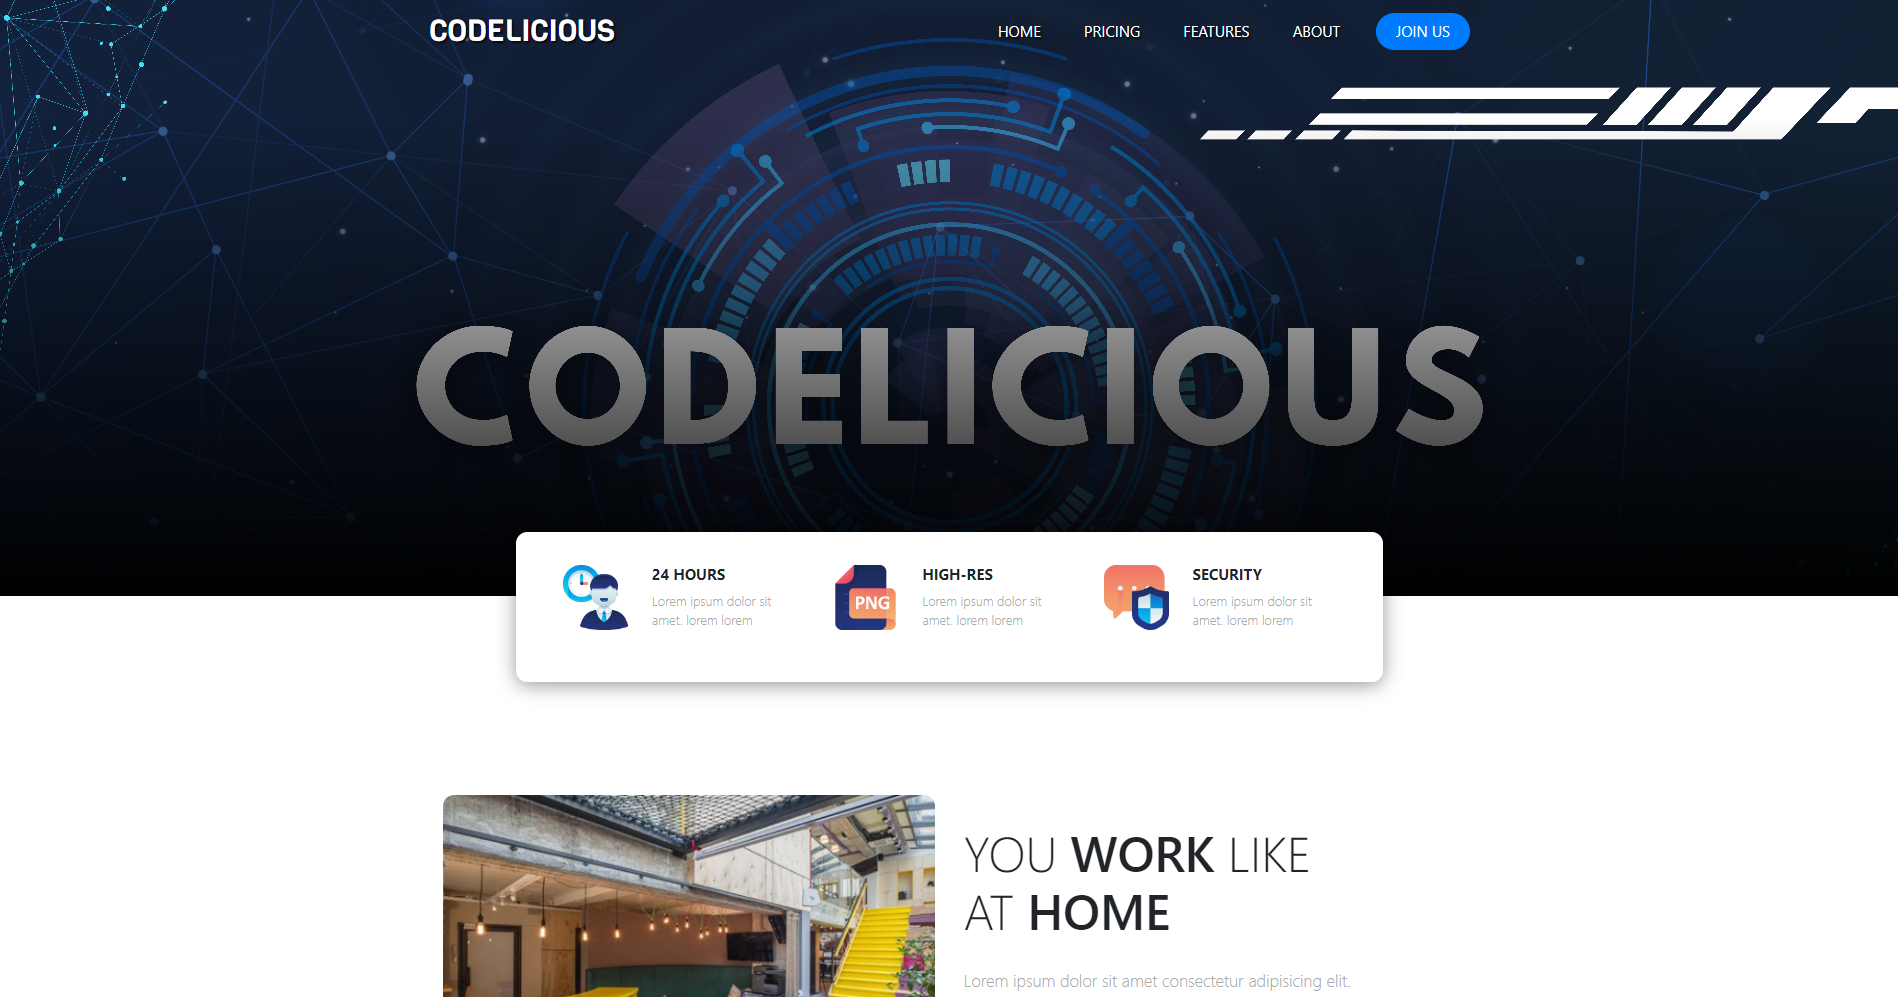 CODELICIOUS
HOME PRICING FEATURES ABOUT JOIN US
CODELICIOUS
24 HOURS
Lorem ipsum dolor sit
amet. lorem lorem
PNG
HIGH-RES
Lorem ipsum dolor sit
amet. lorem lorem
SECURITY
Lorem ipsum dolor sit
amet. lorem lorem
YOU WORK LIKE
AT HOME
Lorem ipsum dolor sit amet consectetur adipisicing elit.